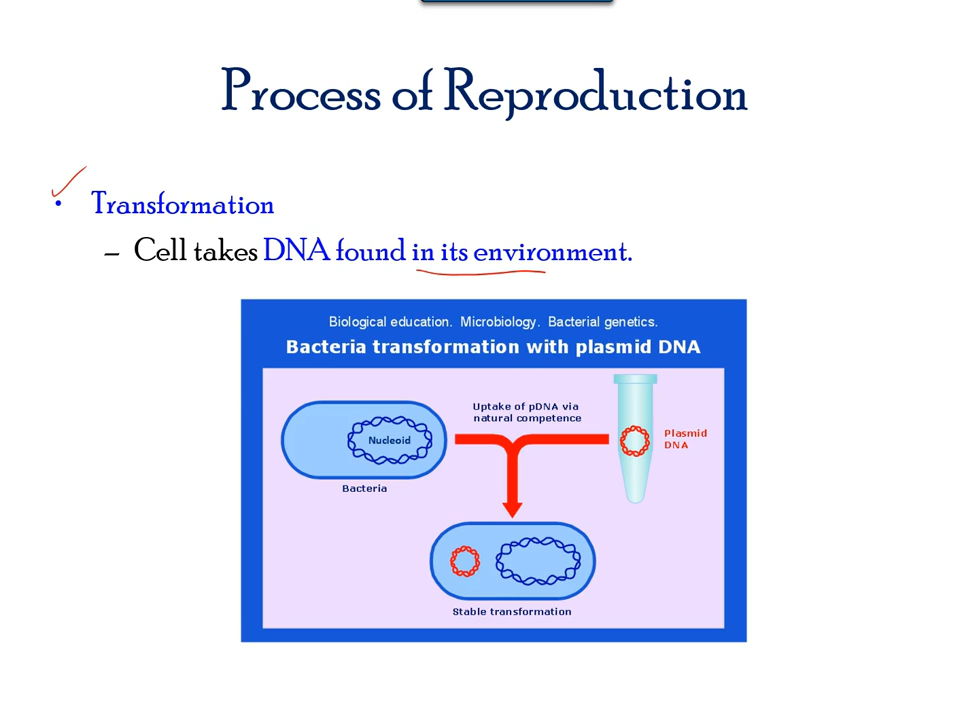 Process of Reproduction
• Transformation
– Cell takes DNA found in its environment.
Biological education. Microbiology. Bacterial genetics.
Bacteria transformation with plasmid DNA
Uptake of pDNA via
natural competence
Nucleoid
Plasmid
DNA
Bacteria
Stable transformation